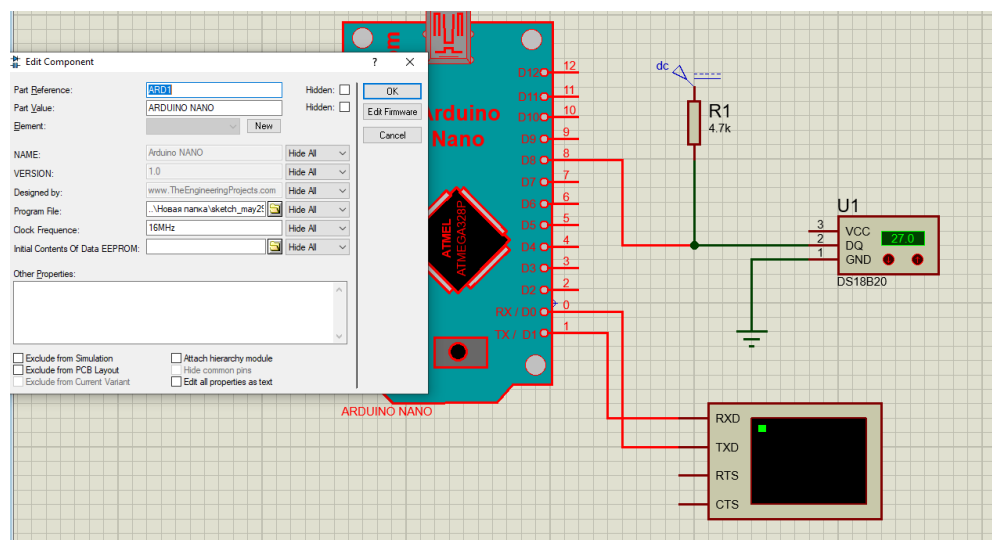 Edit Component ? ×
Part Reference: ARD1 Hidden:
Part Value: ARDUINO NANO Hidden:
Element: New
NAME: Arduino NANO Hide All
VERSION: 1.0 Hide All
Designed by: www.TheEngineeringProjects.com Hide All
Program File: ..\Новая папка\sketch_may29 Hide All
Clock Frequency: 16MHz Hide All
Initial Contents Of Data EEPROM: Hide All
Other Properties:
Exclude from Simulation
Exclude from PCB Layout
Exclude from Current Variant
Attach hierarchy module
Hide common pins
Edit all properties as text
OK
Edit Firmware
Cancel
Arduino
Nano
ATMEL
ATMEGA328P
D12 12
D11 11
D10 10
D9 9
D8 8
D7 7
D6 6
D5 5
D4 4
D3 3
D2 2
RX / D0 0
TX / D1 1
ARDUINO NANO
dc
R1
4.7k
U1
3 VCC
2 DQ
1 GND
27.0
DS18B20
RXD
TXD
RTS
CTS